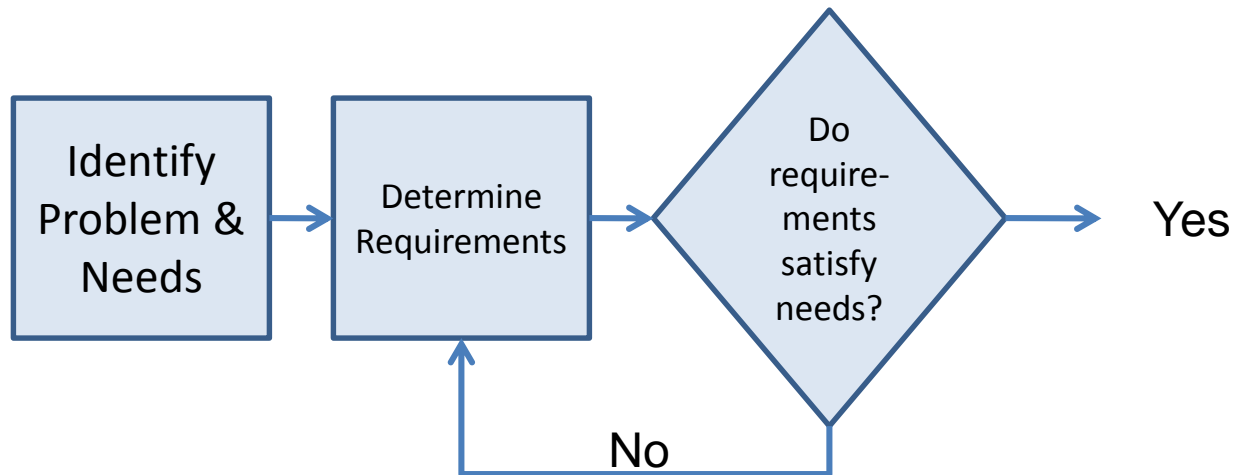 Identify
Problem &
Needs
Determine
Requirements
Do
require-
ments
satisfy
needs?
Yes
No